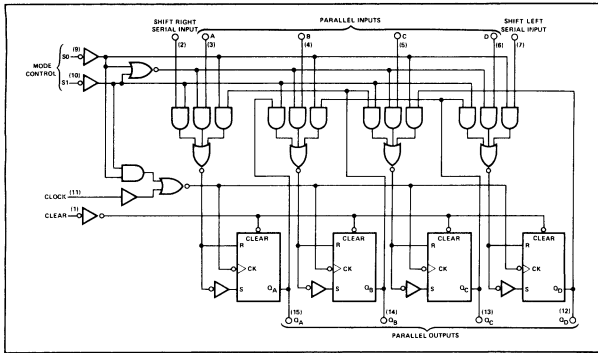 SHIFT RIGHT
SERIAL INPUT
PARALLEL INPUTS
SHIFT LEFT
SERIAL INPUT
A
B
C
D
(2)
(3)
(4)
(5)
(6)
(7)
MODE
CONTROL
S0
(9)
S1
(10)
CLOCK
(11)
CLEAR
(1)
CLEAR
CLEAR
CLEAR
CLEAR
R
R
R
R
CK
CK
CK
CK
S
QA
S
QB
S
QC
S
QD
(15)
(14)
(13)
(12)
QA
QB
QC
QD
PARALLEL OUTPUTS